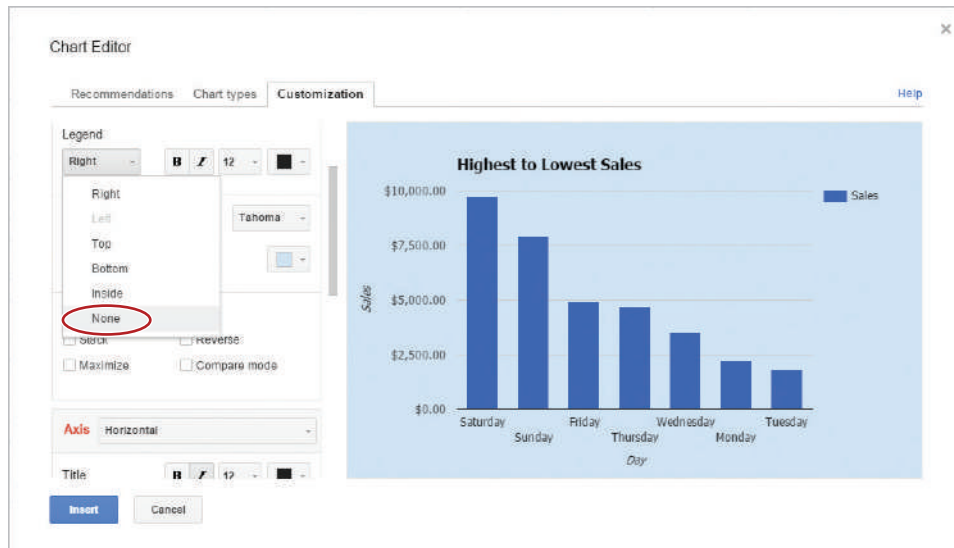 ×
Chart Editor
Recommendations Chart types Customization
Help
Legend
Right B I 12
Right
Left
Top
Bottom
Inside
None
Tahoma
Stack Reverse
Maximize Compare mode
Axis Horizontal
Title B I 12
Insert Cancel
Highest to Lowest Sales
Sales
$10,000.00
$7,500.00
$5,000.00
$2,500.00
$0.00
Sales
Saturday Friday Wednesday Tuesday
Sunday Thursday Monday
Day